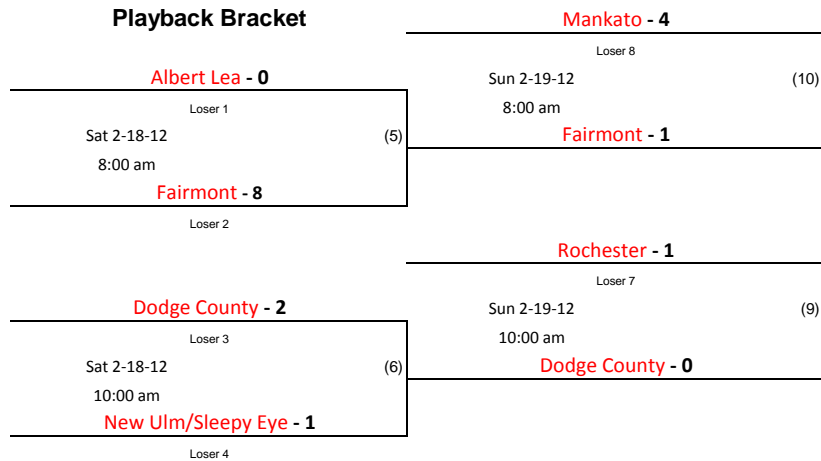 Playback Bracket
Mankato - 4
Loser 8
Albert Lea - 0
Sun 2-19-12 (10)
Loser 1
8:00 am
Sat 2-18-12 (5)
Fairmont - 1
8:00 am
Fairmont - 8
Loser 2
Rochester - 1
Loser 7
Dodge County - 2
Sun 2-19-12 (9)
Loser 3
10:00 am
Sat 2-18-12 (6)
Dodge County - 0
10:00 am
New Ulm/Sleepy Eye - 1
Loser 4